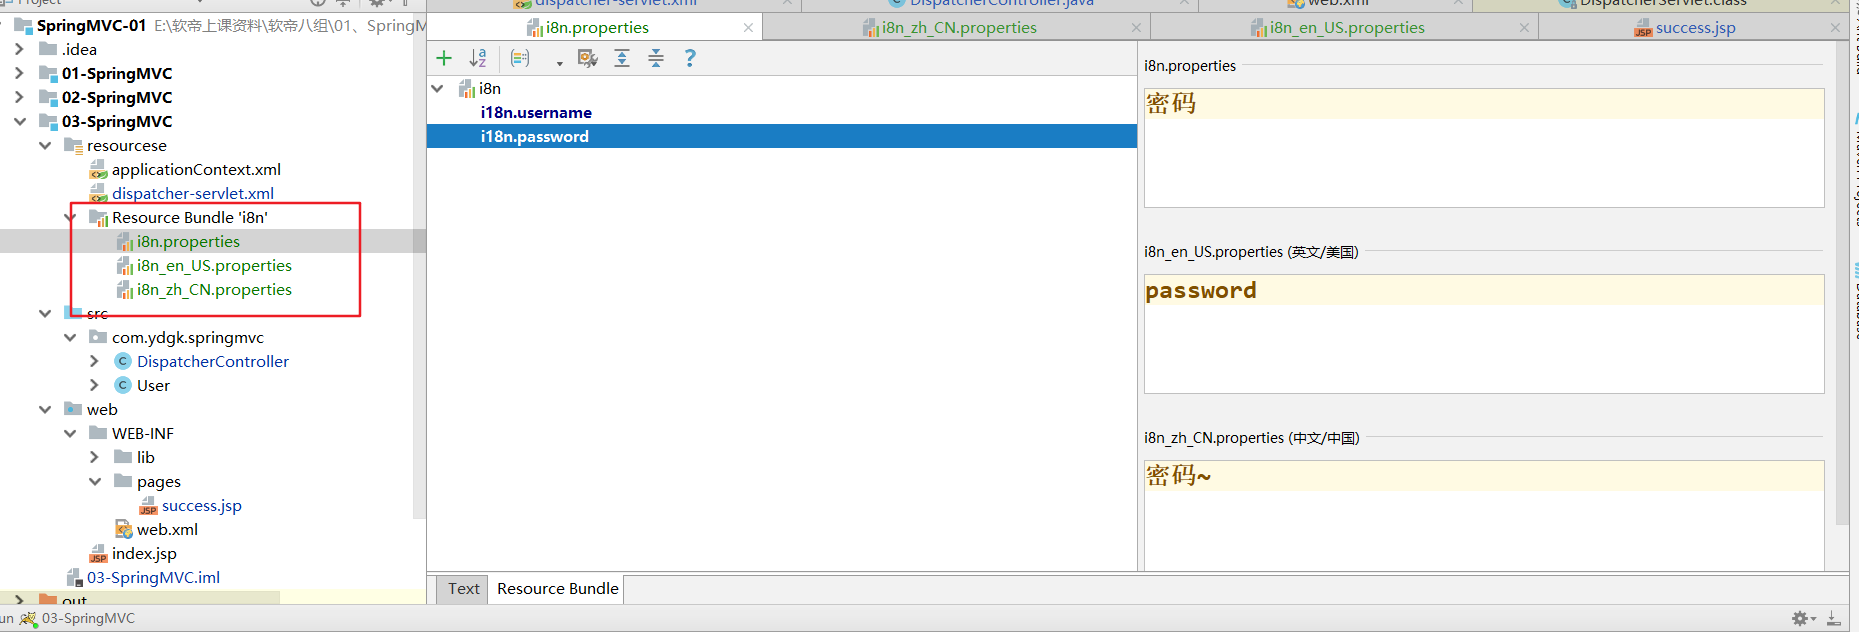 Project
SpringMVC-01 E:\软帝上课资料\软帝八组\01、SpringM
.idea
01-SpringMVC
02-SpringMVC
03-SpringMVC
resourcese
applicationContext.xml
dispatcher-servlet.xml
Resource Bundle 'i8n'
i8n.properties
i8n_en_US.properties
i8n_zh_CN.properties
src
com.ydgk.springmvc
DispatcherController
User
web
WEB-INF
lib
pages
success.jsp
web.xml
index.jsp
03-SpringMVC.iml
out
dispatcher-servlet.xml
DispatcherController.java
web.xml
DispatcherServlet.class
i8n.properties
i8n_zh_CN.properties
i8n_en_US.properties
success.jsp
i8n
i18n.username
i18n.password
i8n.properties
密码
i8n_en_US.properties (英文/美国)
password
i8n_zh_CN.properties (中文/中国)
密码~
Text
Resource Bundle
un 03-SpringMVC